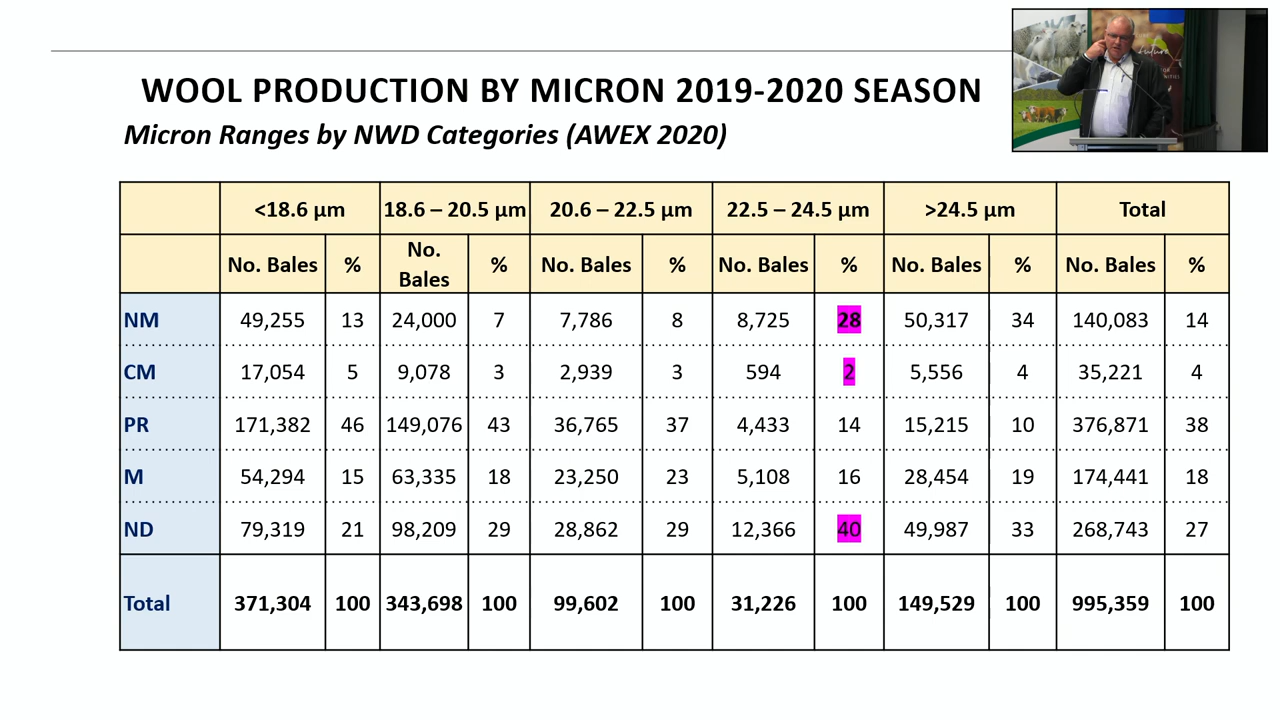 WOOL PRODUCTION BY MICRON 2019-2020 SEASON
Micron Ranges by NWD Categories (AWEX 2020)
<18.6 µm 18.6 – 20.5 µm 20.6 – 22.5 µm 22.5 – 24.5 µm >24.5 µm Total
No. Bales % No. Bales % No. Bales % No. Bales % No. Bales % No. Bales %
NM 49,255 13 24,000 7 7,786 8 8,725 28 50,317 34 140,083 14
CM 17,054 5 9,078 3 2,939 3 594 2 5,556 4 35,221 4
PR 171,382 46 149,076 43 36,765 37 4,433 14 15,215 10 376,871 38
M 54,294 15 63,335 18 23,250 23 5,108 16 28,454 19 174,441 18
ND 79,319 21 98,209 29 28,862 29 12,366 40 49,987 33 268,743 27
Total 371,304 100 343,698 100 99,602 100 31,226 100 149,529 100 995,359 100
future